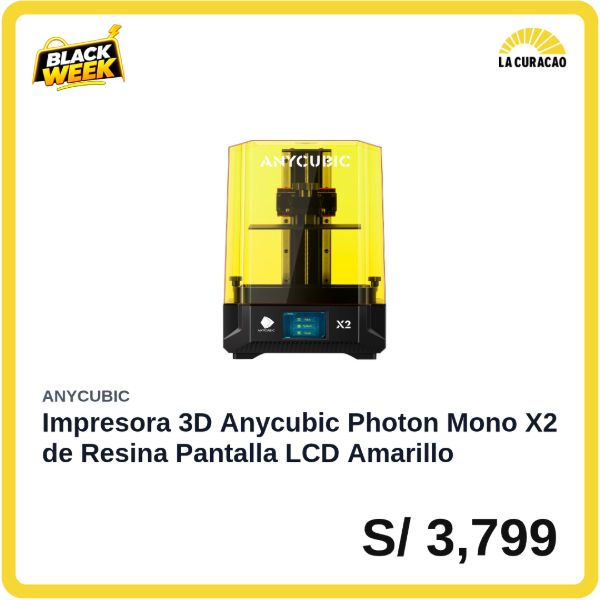 BLACK
WEEK
LA CURACAO
ANYCUBIC
ANYCUBIC
X2
ANYCUBIC
Impresora 3D Anycubic Photon Mono X2
de Resina Pantalla LCD Amarillo
S/ 3,799